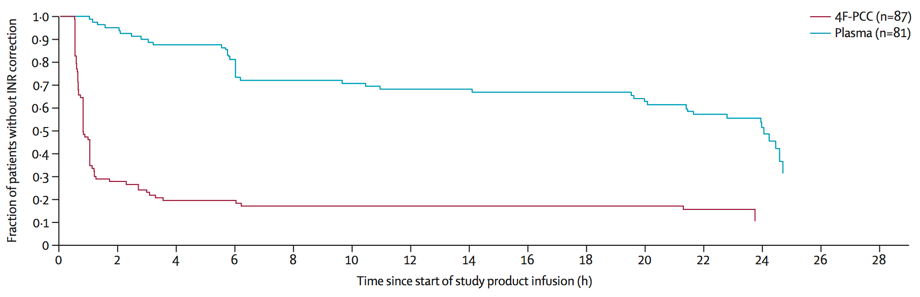 4F-PCC (n=87)
Plasma (n=81)
Fraction of patients without INR correction
1·0
0·9
0·8
0·7
0·6
0·5
0·4
0·3
0·2
0·1
0
0 2 4 6 8 10 12 14 16 18 20 22 24 26 28
Time since start of study product infusion (h)